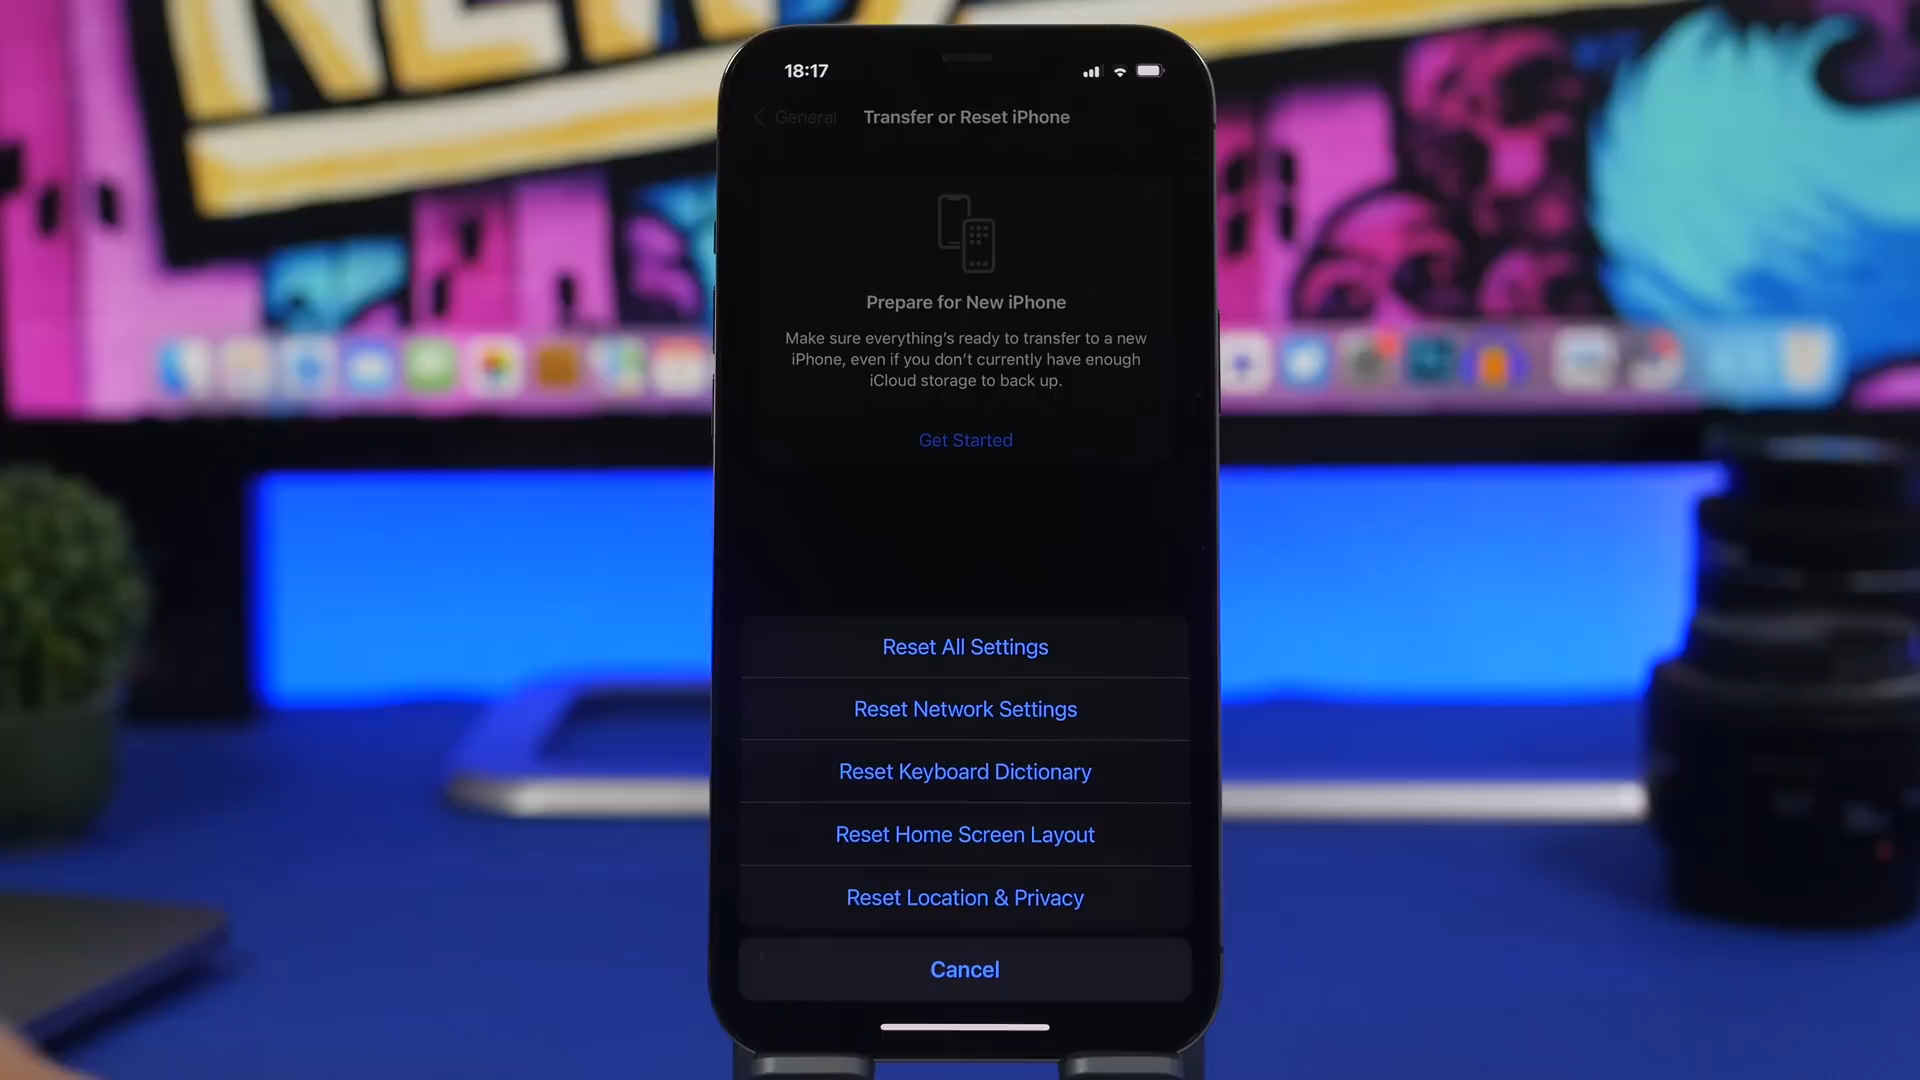 NEWS
18:17
General
Transfer or Reset iPhone
Prepare for New iPhone
Make sure everything's ready to transfer to a new
iPhone, even if you don't currently have enough
iCloud storage to back up.
Get Started
Reset All Settings
Reset Network Settings
Reset Keyboard Dictionary
Reset Home Screen Layout
Reset Location & Privacy
Cancel